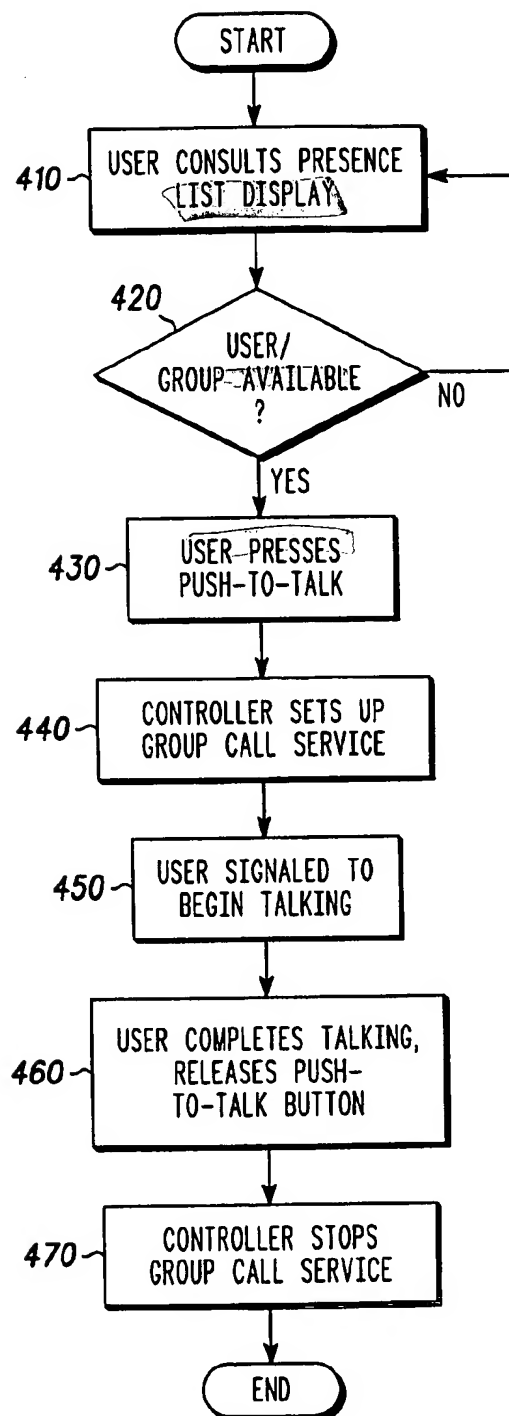 START
410
USER CONSULTS PRESENCE
LIST DISPLAY
420
USER/
GROUP AVAILABLE
?
NO
YES
430
USER PRESSES
PUSH-TO-TALK
440
CONTROLLER SETS UP
GROUP CALL SERVICE
450
USER SIGNALED TO
BEGIN TALKING
460
USER COMPLETES TALKING,
RELEASES PUSH-
TO-TALK BUTTON
470
CONTROLLER STOPS
GROUP CALL SERVICE
END